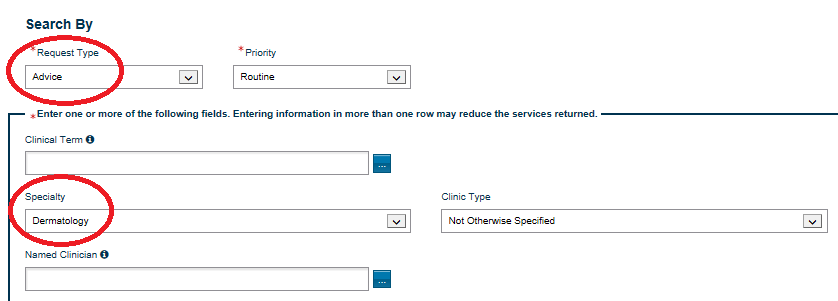 Search By
*Request Type
*Priority
Advice
Routine
*Enter one or more of the following fields. Entering information in more than one row may reduce the services returned.
Clinical Term
...
Specialty
Clinic Type
Dermatology
Not Otherwise Specified
Named Clinician
...